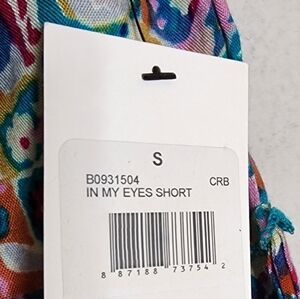 S
B0931504 CRB
IN MY EYES SHORT
8 87188 73754 2